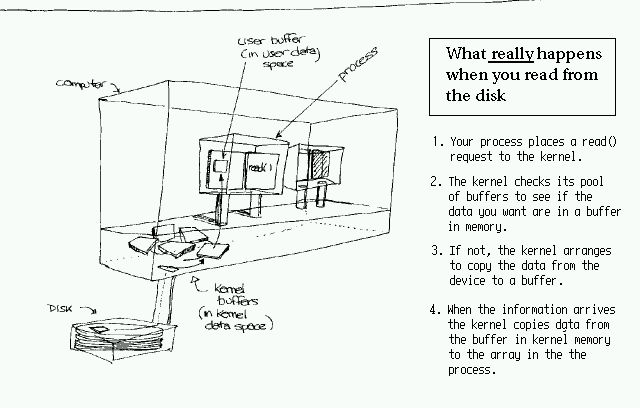 user buffer
(in user data)
space
process
computer
read()
kernel
buffers
(in kernel
data space)
DISK
What really happens
when you read from
the disk
1. Your process places a read()
request to the kernel.
2. The kernel checks its pool
of buffers to see if the
data you want are in a buffer
in memory.
3. If not, the kernel arranges
to copy the data from the
device to a buffer.
4. When the information arrives
the kernel copies data from
the buffer in kernel memory
to the array in the the
process.